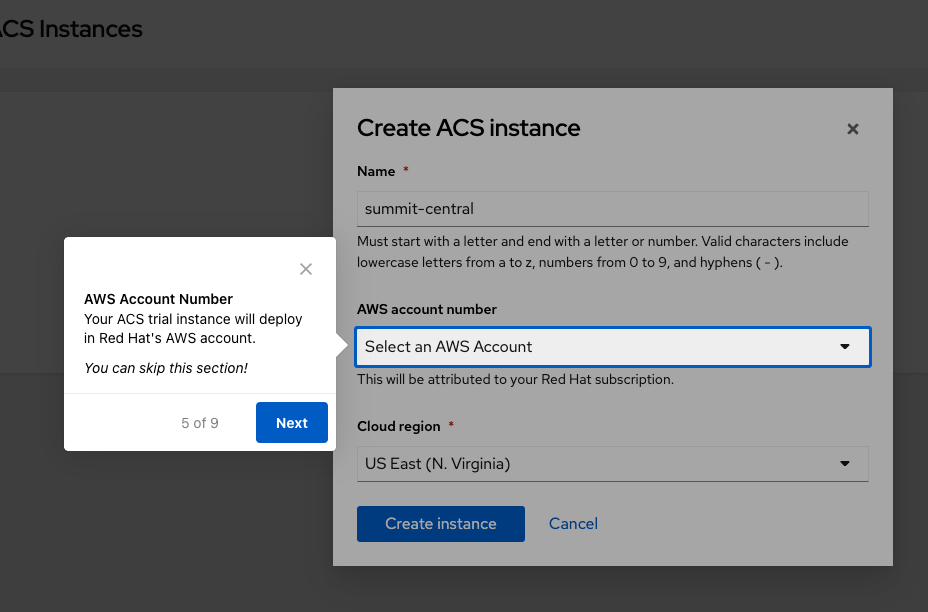 ACS Instances
Create ACS instance
Name *
summit-central
Must start with a letter and end with a letter or number. Valid characters include
lowercase letters from a to z, numbers from 0 to 9, and hyphens ( - ).
AWS Account Number
Your ACS trial instance will deploy
in Red Hat's AWS account.
You can skip this section!
5 of 9
Next
AWS account number
Select an AWS Account
This will be attributed to your Red Hat subscription.
Cloud region *
US East (N. Virginia)
Create instance
Cancel